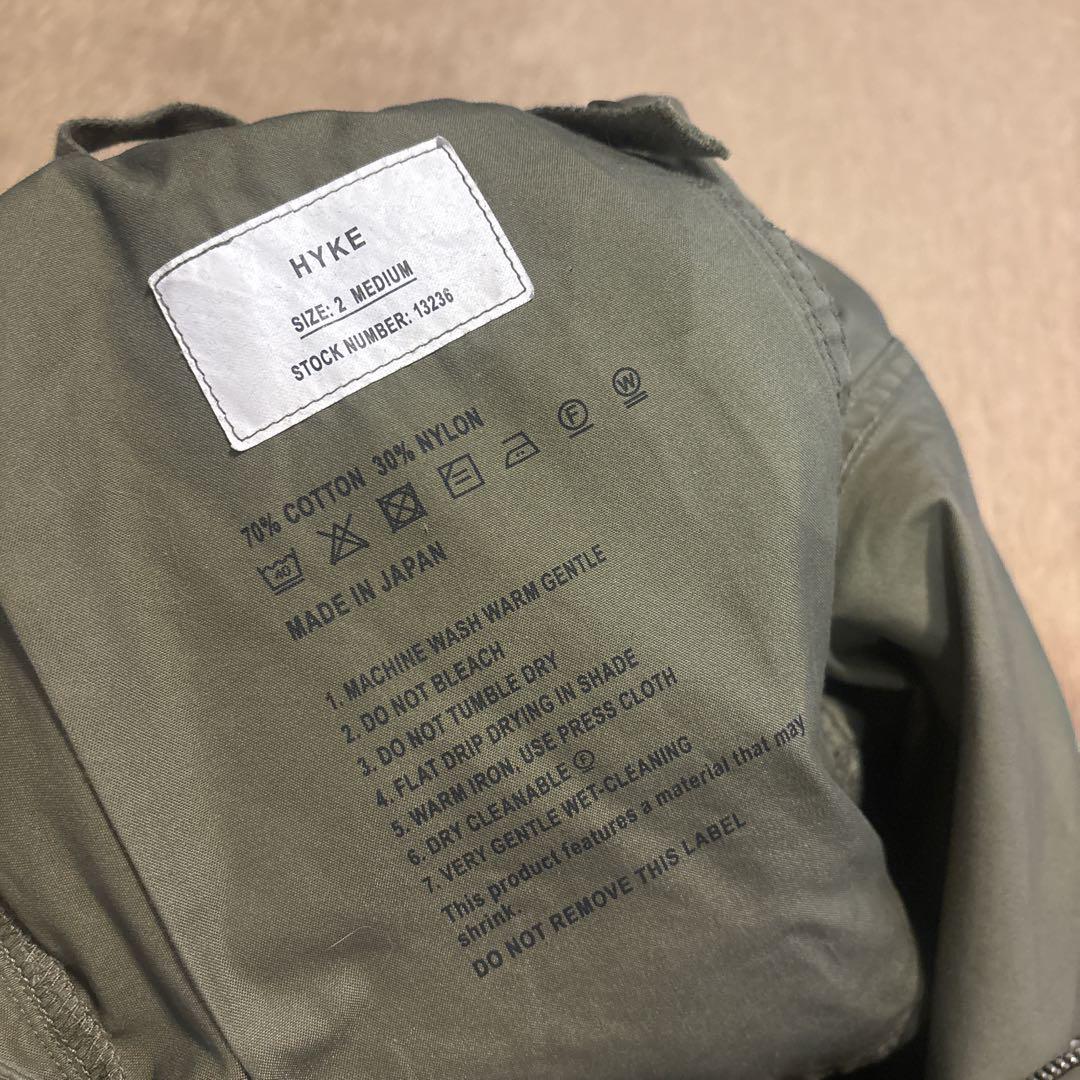 HYKE
SIZE: 2 MEDIUM
STOCK NUMBER: 13236
70% COTTON 30% NYLON
40 F W
MADE IN JAPAN
1. MACHINE WASH WARM GENTLE
2. DO NOT BLEACH
3. DO NOT TUMBLE DRY
4. FLAT DRIP DRYING IN SHADE
5. WARM IRON, USE PRESS CLOTH
6. DRY CLEANABLE Ⓕ
7. VERY GENTLE WET-CLEANING
This product features a material that may
shrink.
DO NOT REMOVE THIS LABEL